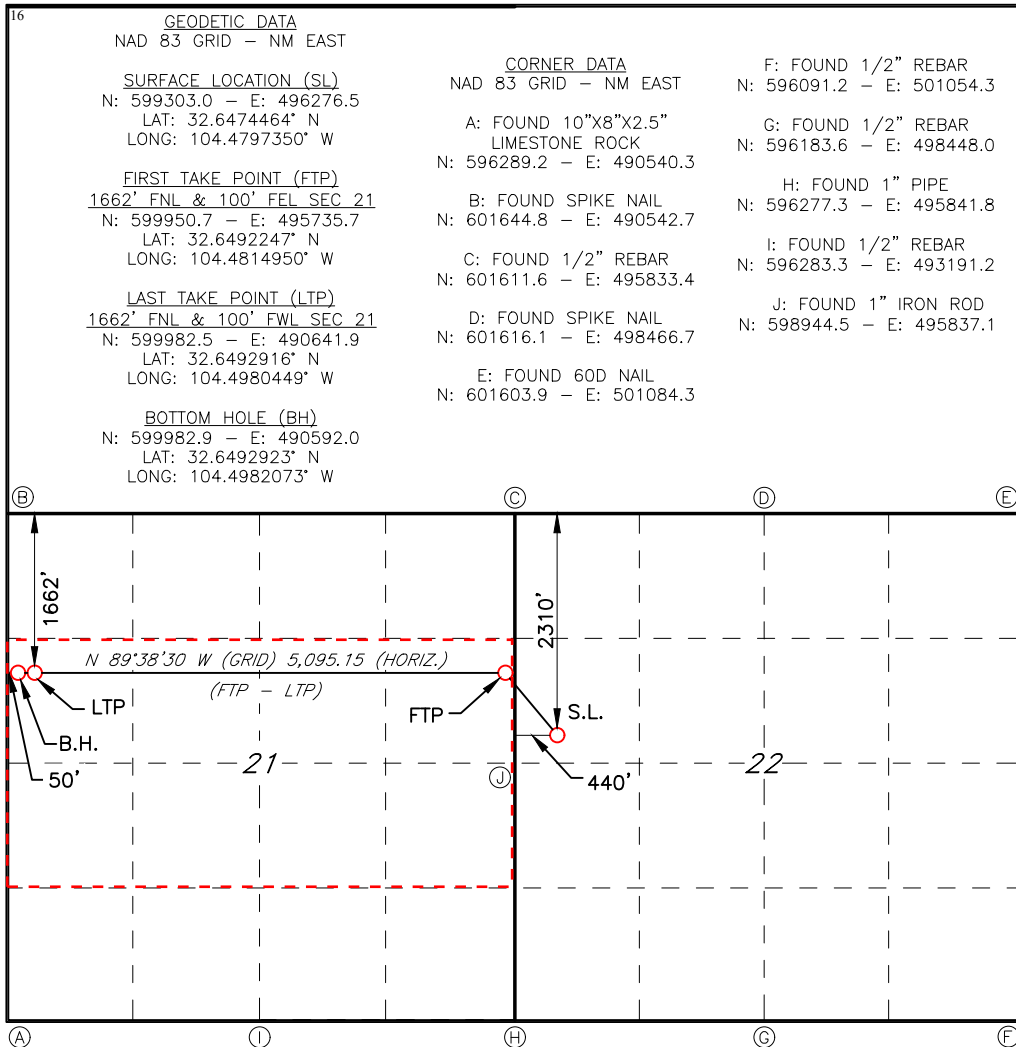 16
GEODETIC DATA
NAD 83 GRID – NM EAST
SURFACE LOCATION (SL)
N: 599303.0 – E: 496276.5
LAT: 32.6474464° N
LONG: 104.4797350° W
FIRST TAKE POINT (FTP)
1662' FNL & 100' FEL SEC 21
N: 599950.7 – E: 495735.7
LAT: 32.6492247° N
LONG: 104.4814950° W
LAST TAKE POINT (LTP)
1662' FNL & 100' FWL SEC 21
N: 599982.5 – E: 490641.9
LAT: 32.6492916° N
LONG: 104.4980449° W
BOTTOM HOLE (BH)
N: 599982.9 – E: 490592.0
LAT: 32.6492923° N
LONG: 104.4982073° W
CORNER DATA
NAD 83 GRID – NM EAST
A: FOUND 10"X8"X2.5"
LIMESTONE ROCK
N: 596289.2 – E: 490540.3
B: FOUND SPIKE NAIL
N: 601644.8 – E: 490542.7
C: FOUND 1/2" REBAR
N: 601611.6 – E: 495833.4
D: FOUND SPIKE NAIL
N: 601616.1 – E: 498466.7
E: FOUND 60D NAIL
N: 601603.9 – E: 501084.3
F: FOUND 1/2" REBAR
N: 596091.2 – E: 501054.3
G: FOUND 1/2" REBAR
N: 596183.6 – E: 498448.0
H: FOUND 1" PIPE
N: 596277.3 – E: 495841.8
I: FOUND 1/2" REBAR
N: 596283.3 – E: 493191.2
J: FOUND 1" IRON ROD
N: 598944.5 – E: 495837.1
B
C
D
E
1662'
2310'
N 89°38'30 W (GRID) 5,095.15 (HORIZ.)
(FTP – LTP)
LTP
FTP
S.L.
B.H.
50'
21
J
440'
22
A
I
H
G
F